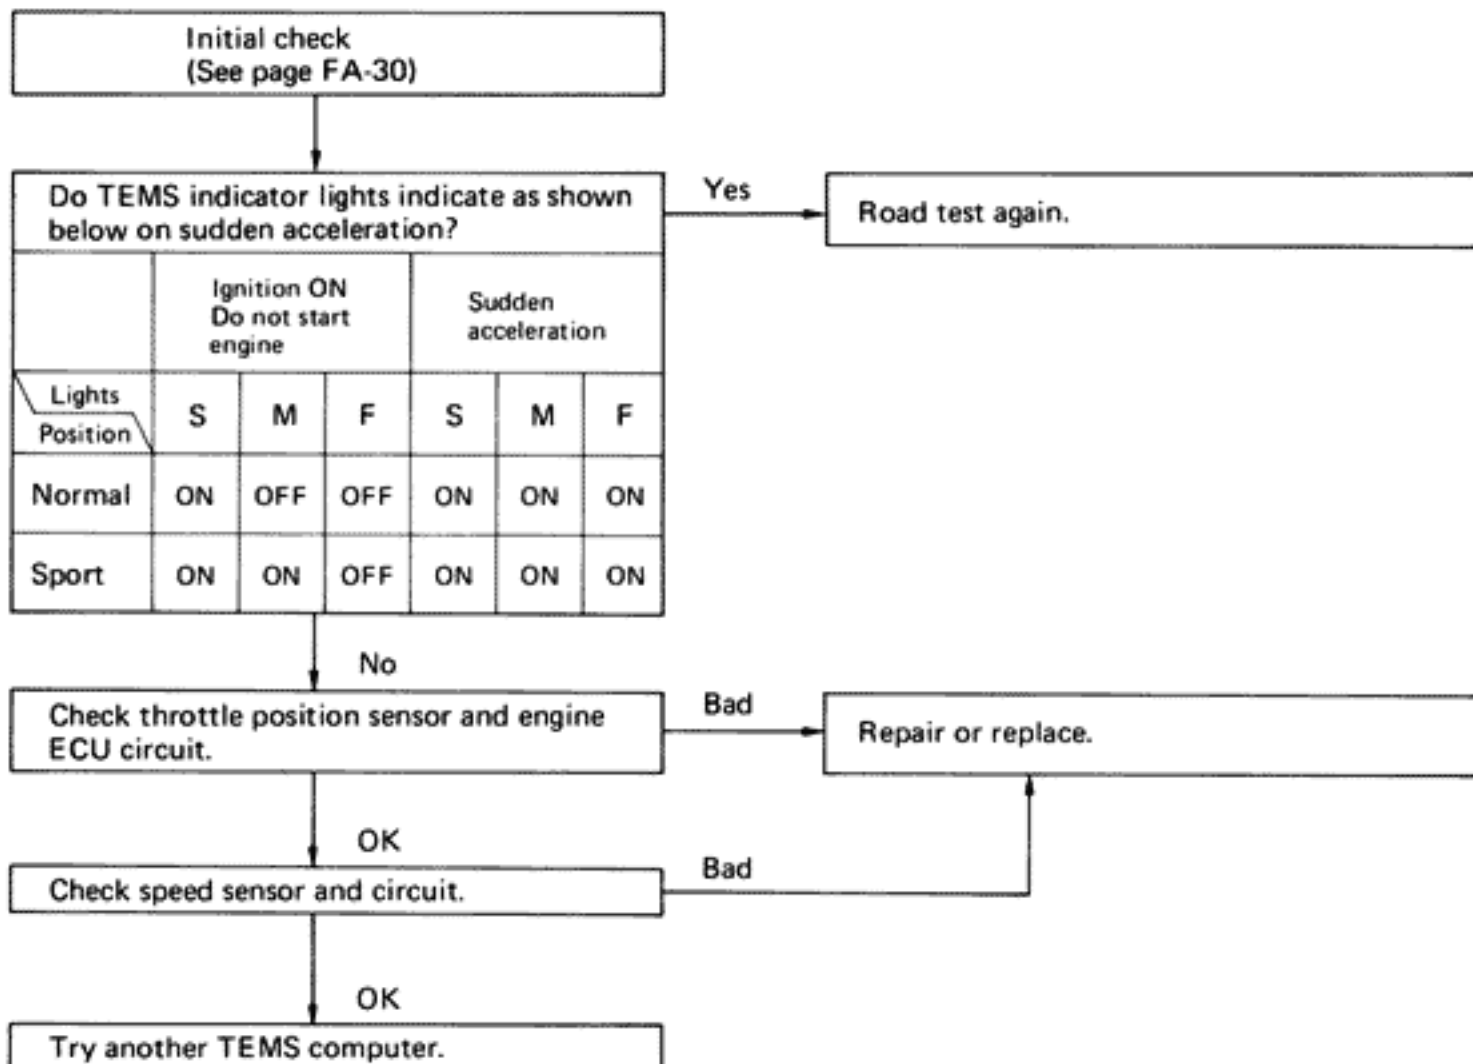 Initial check
(See page FA-30)
Do TEMS indicator lights indicate as shown
below on sudden acceleration?
Yes
Road test again.
Ignition ON
Do not start
engine
Sudden
acceleration
Lights
Position
S M F S M F
Normal ON OFF OFF ON ON ON
Sport ON ON OFF ON ON ON
No
Check throttle position sensor and engine
ECU circuit.
Bad
Repair or replace.
OK
Check speed sensor and circuit.
Bad
OK
Try another TEMS computer.